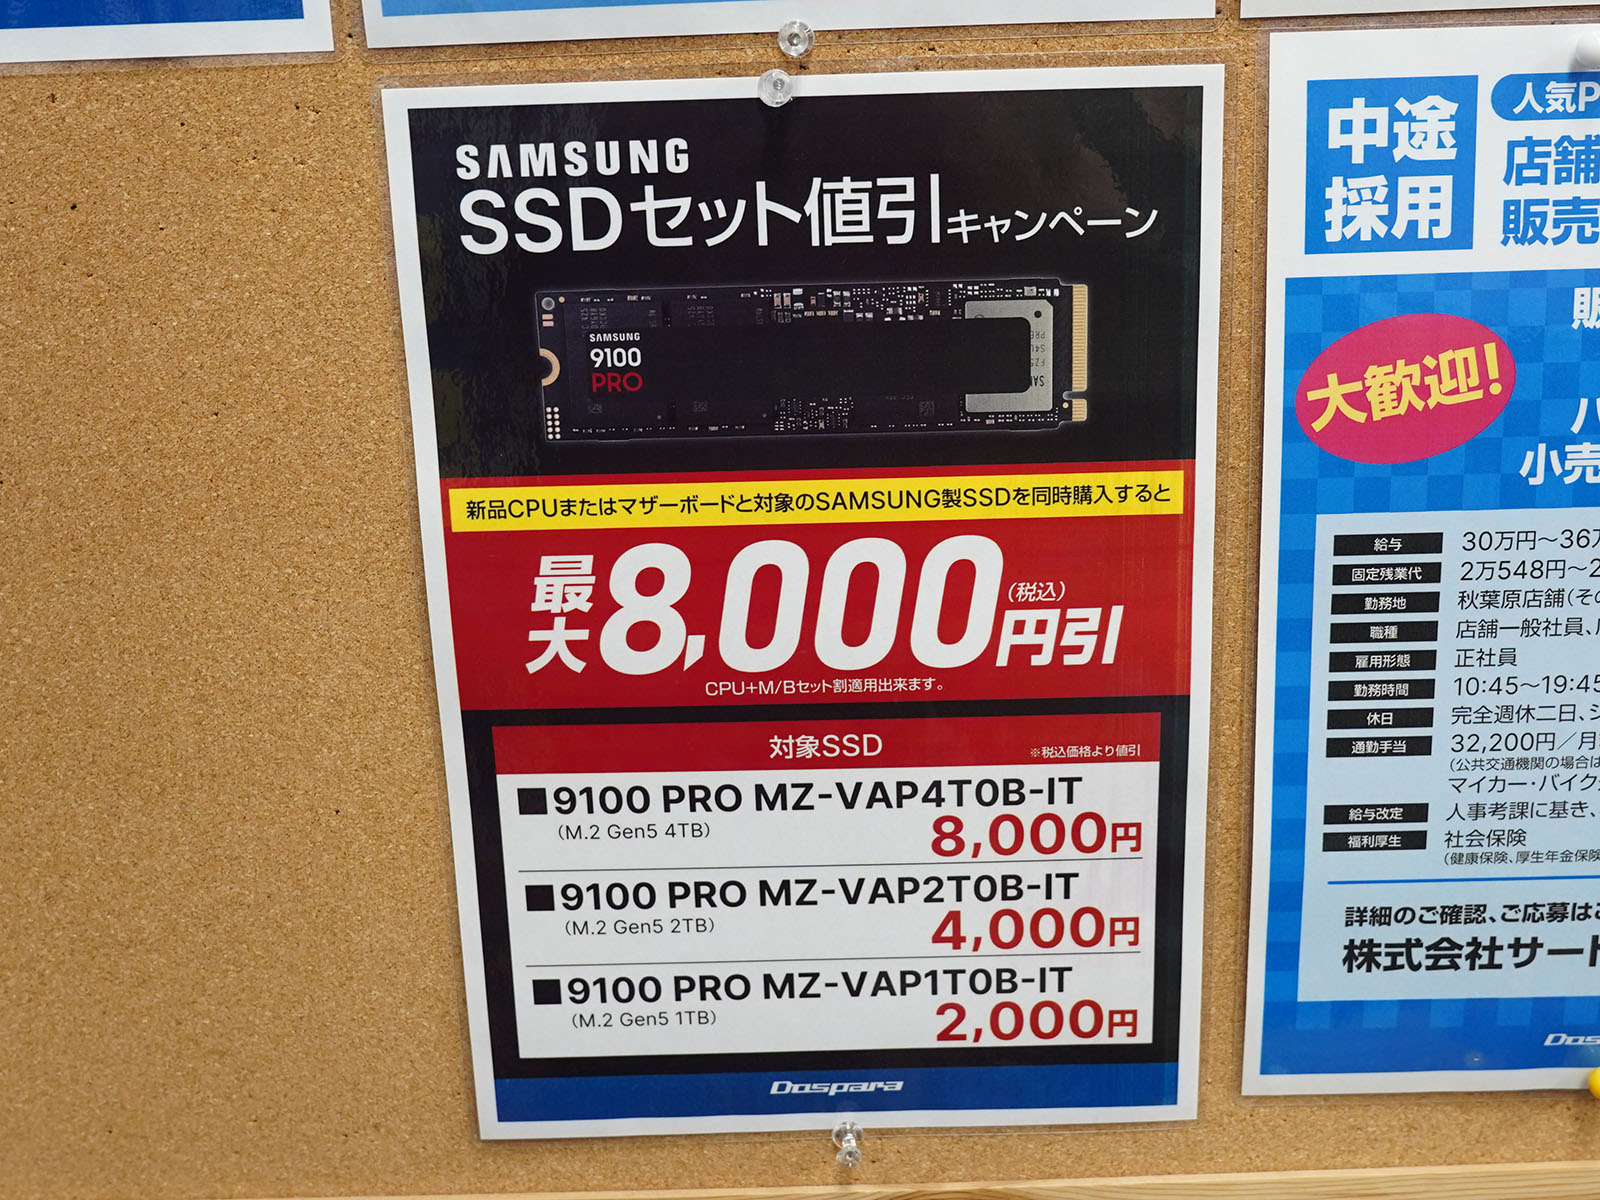 SAMSUNG
SSDセット値引キャンペーン
SAMSUNG
9100
PRO
新品CPUまたはマザーボードと対象のSAMSUNG製SSDを同時購入すると
最大8,000円引(税込)
CPU+M/Bセット割適用出来ます。
対象SSD
※税込価格より値引
■9100 PRO MZ-VAP4T0B-IT
(M.2 Gen5 4TB)
8,000円
■9100 PRO MZ-VAP2T0B-IT
(M.2 Gen5 2TB)
4,000円
■9100 PRO MZ-VAP1T0B-IT
(M.2 Gen5 1TB)
2,000円
Dospara
中途
採用
人気P
店舗
販売
大歓迎!
小売
給与 30万円〜36万
固定残業代 2万548円〜2
勤務地 秋葉原店舗(その
職種 店舗一般社員、
雇用形態 正社員
勤務時間 10:45〜19:45
休日 完全週休二日、シ
通勤手当 32,200円/月
(公共交通機関の場合は
マイカー・バイク
給与改定 人事考課に基き、
福利厚生 社会保険
(健康保険、厚生年金保険
詳細のご確認、ご応募はこ
株式会社サード
Dos